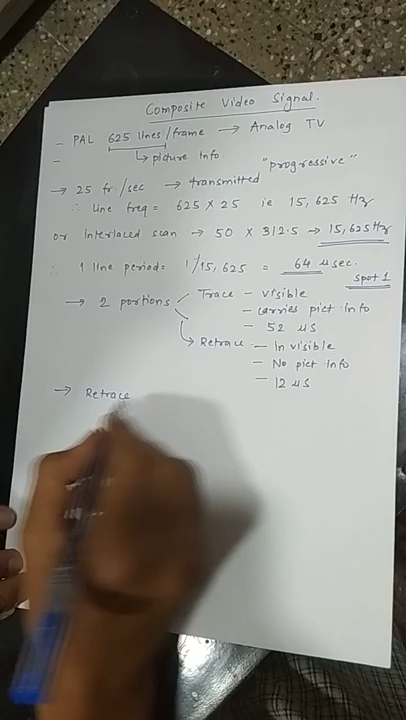 Composite Video Signal.
- PAL 625 lines/frame → Analog TV
- ↳ picture Info.
"progressive"
→ 25 fr./sec → transmitted
∴ Line freq = 625 X 25 ie 15,625 Hz
or Interlaced scan → 50 X 312.5 → 15,625Hz
∴ 1 line period = 1/15,625 = 64 µsec.
spot 1
→ 2 portions
Trace - visible
- carries pict info
- 52 µs
Retrace - Invisible
- No pict info
- 12 µs
→ Retrace